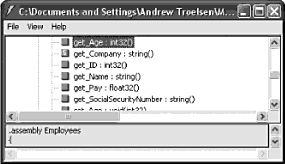 C:\Documents and Settings\Andrew Troelsen\M...
File View Help
get_Age : int32()
get_Company : string()
get_ID : int32()
get_Name : string()
get_Pay : float32()
get_SocialSecurityNumber : string()
.assembly Employees
{